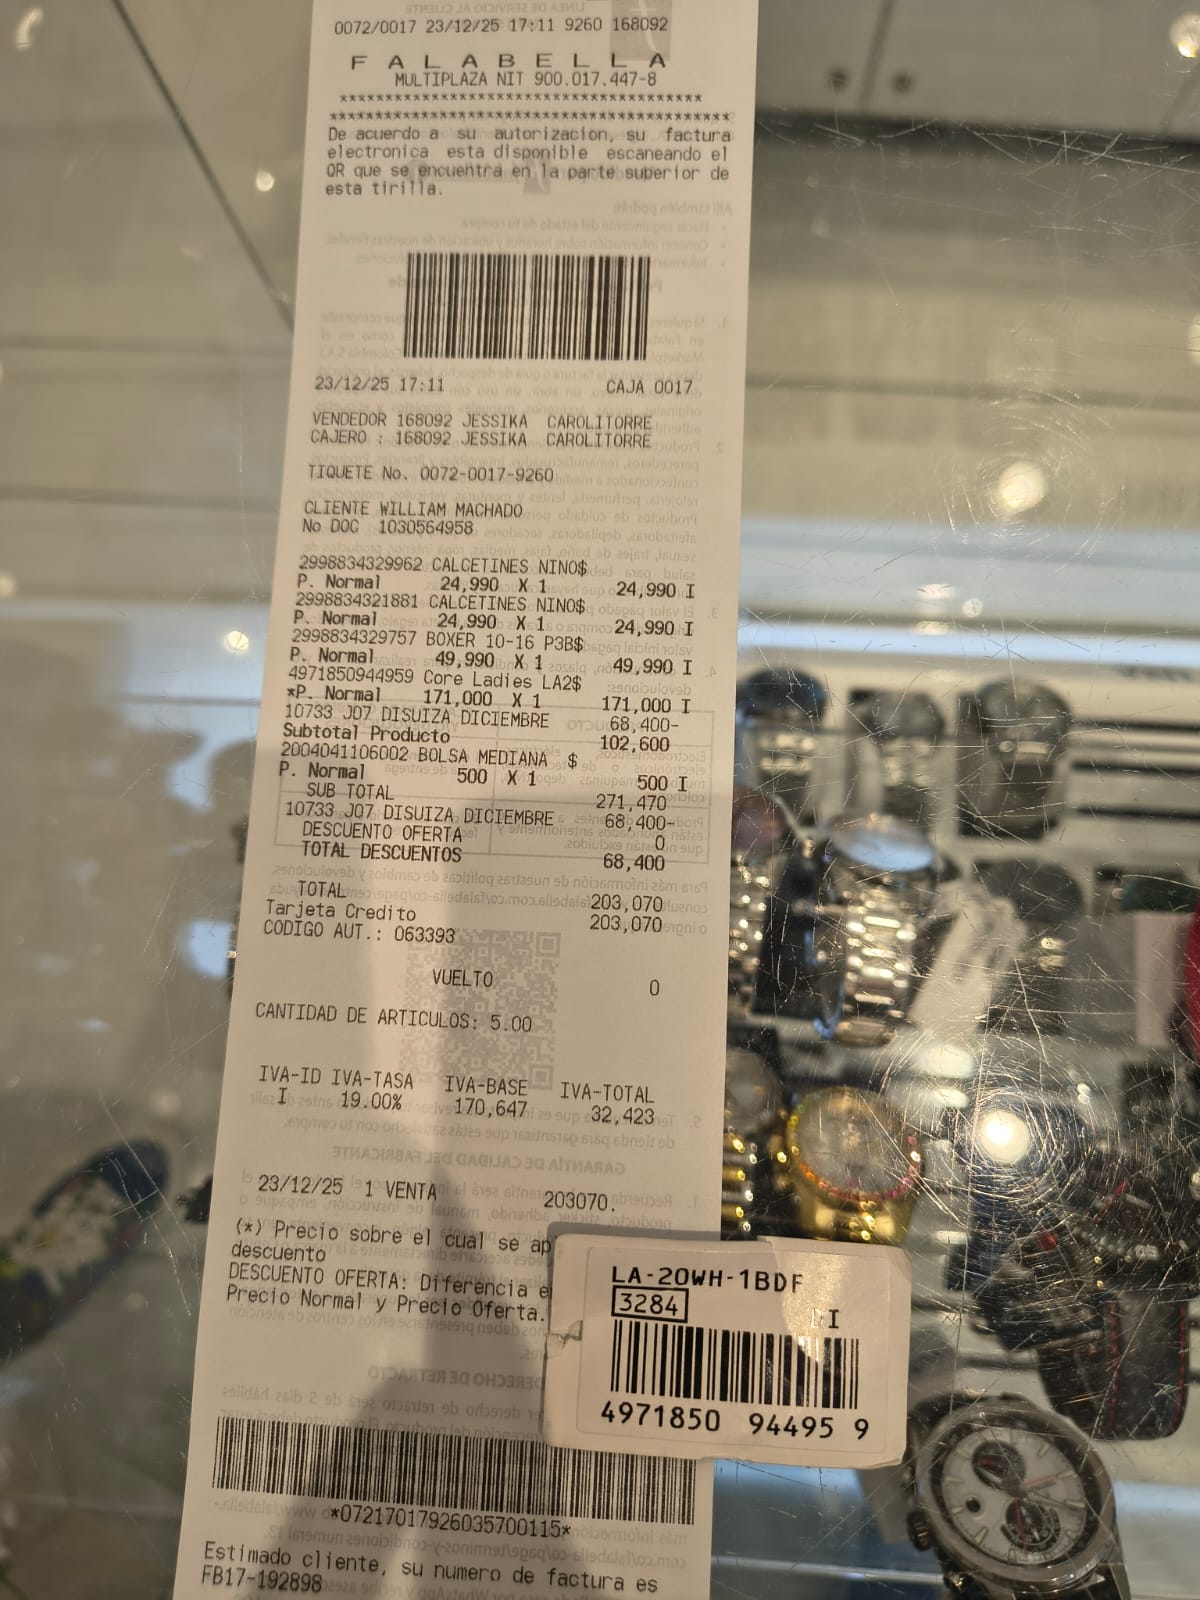 0072/0017 23/12/25 17:11 9260 168092
F A L A B E L L A
MULTIPLAZA NIT 900.017.447-8
De acuerdo a su autorizacion, su factura
electronica esta disponible escaneando el
QR que se encuentra en la parte superior de
esta tirilla.
23/12/25 17:11 CAJA 0017
VENDEDOR 168092 JESSIKA CAROLITORRE
CAJERO : 168092 JESSIKA CAROLITORRE
TIQUETE No. 0072-0017-9260
CLIENTE WILLIAM MACHADO
No DOC 1030564958
2998834329962 CALCETINES NINO$
P. Normal 24,990 X 1 24,990 I
2998834321881 CALCETINES NINO$
P. Normal 24,990 X 1 24,990 I
2998834329757 BOXER 10-16 P3B$
P. Normal 49,990 X 1 49,990 I
4971850944959 Core Ladies LA2$
*P. Normal 171,000 X 1 171,000 I
10733 J07 DISUIZA DICIEMBRE 68,400-
Subtotal Producto 102,600
2004041106002 BOLSA MEDIANA $
P. Normal 500 X 1 500 I
SUB TOTAL 271,470
10733 J07 DISUIZA DICIEMBRE 68,400-
DESCUENTO OFERTA 0
TOTAL DESCUENTOS 68,400
TOTAL 203,070
Tarjeta Credito 203,070
CODIGO AUT.: 063393
VUELTO 0
CANTIDAD DE ARTICULOS: 5.00
IVA-ID IVA-TASA IVA-BASE IVA-TOTAL
I 19.00% 170,647 32,423
23/12/25 1 VENTA 203070.
(*) Precio sobre el cual se ap
descuento
DESCUENTO OFERTA: Diferencia e
Precio Normal y Precio Oferta.
LA-20WH-1BDF
3284
4971850 94495 9
*07217017926035700115*
Estimado cliente, su numero de factura es
FB17-192898